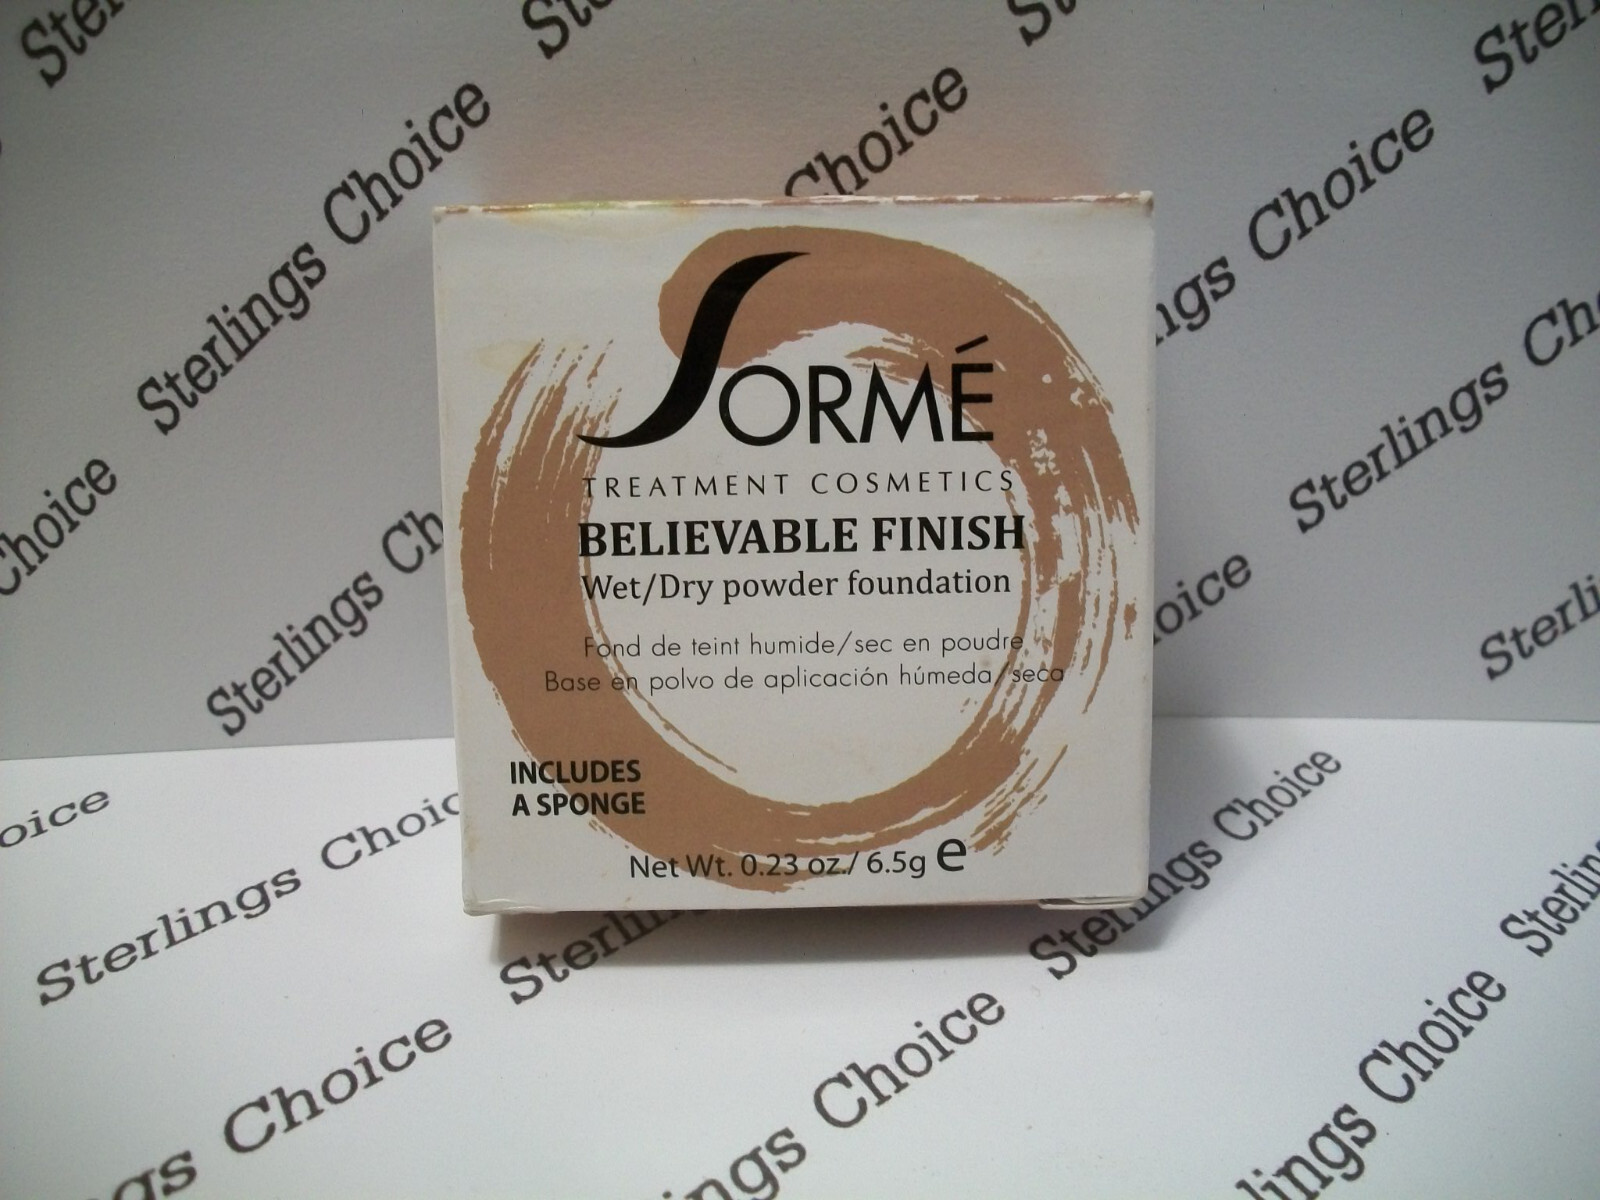 Sterlings Choice
Sterlings Choice
Sterlings Choice
Sterlings Choice
SORMÉ
TREATMENT COSMETICS
BELIEVABLE FINISH
Wet/Dry powder foundation
Fond de teint humide/sec en poudre
Base en polvo de aplicación húmeda/seca
INCLUDES
A SPONGE
Net Wt. 0.23 oz./ 6.5g e
Sterlings Choice
Sterlings Choice
Sterlings Choice